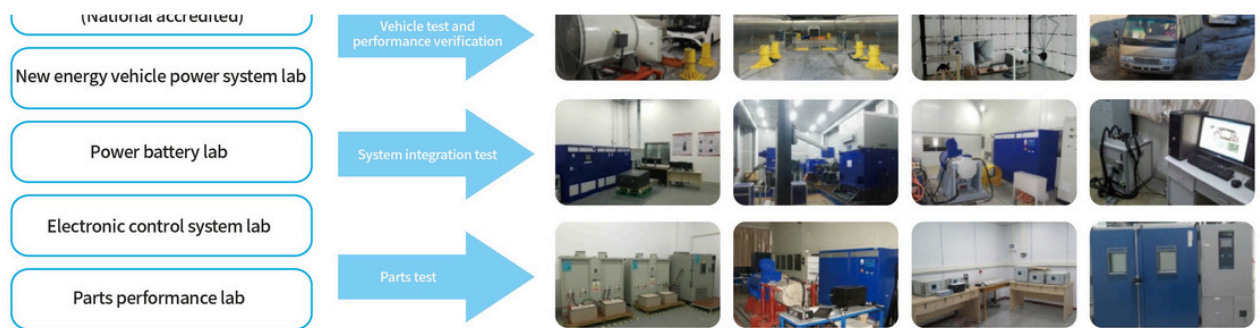 (National accredited)
New energy vehicle power system lab
Power battery lab
Electronic control system lab
Parts performance lab
Vehicle test and
performance verification
System integration test
Parts test